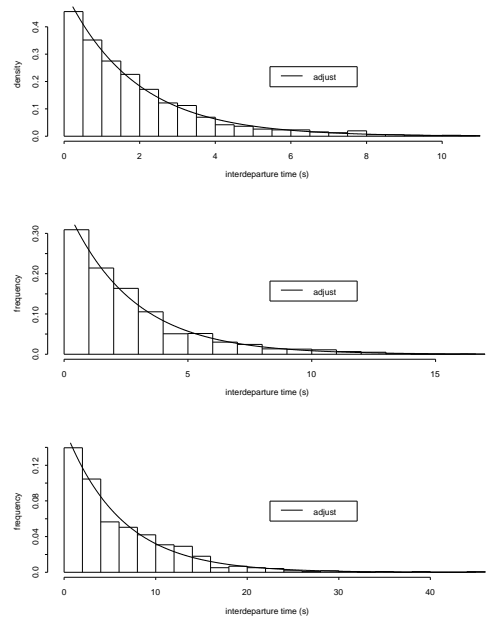 0.4
0.3
density
0.2
0.1
0.0
adjust
0 2 4 6 8 10
interdeparture time (s)
0.30
0.20
frequency
0.10
0.0
adjust
0 5 10 15
interdeparture time (s)
0.12
0.08
frequency
0.04
0.0
adjust
0 10 20 30 40
interdeparture time (s)